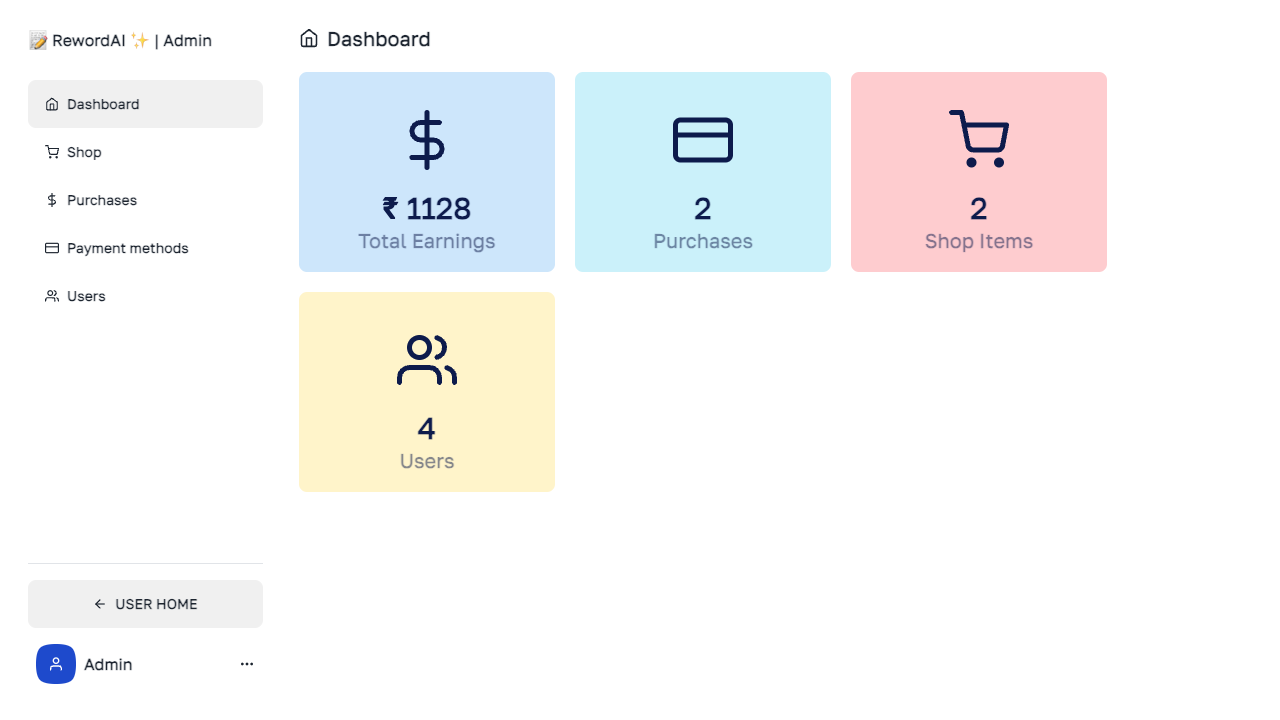 📝 RewordAI ✨ | Admin
Dashboard
Shop
Purchases
Payment methods
Users
← USER HOME
Admin
Dashboard
₹ 1128
Total Earnings
2
Purchases
2
Shop Items
4
Users